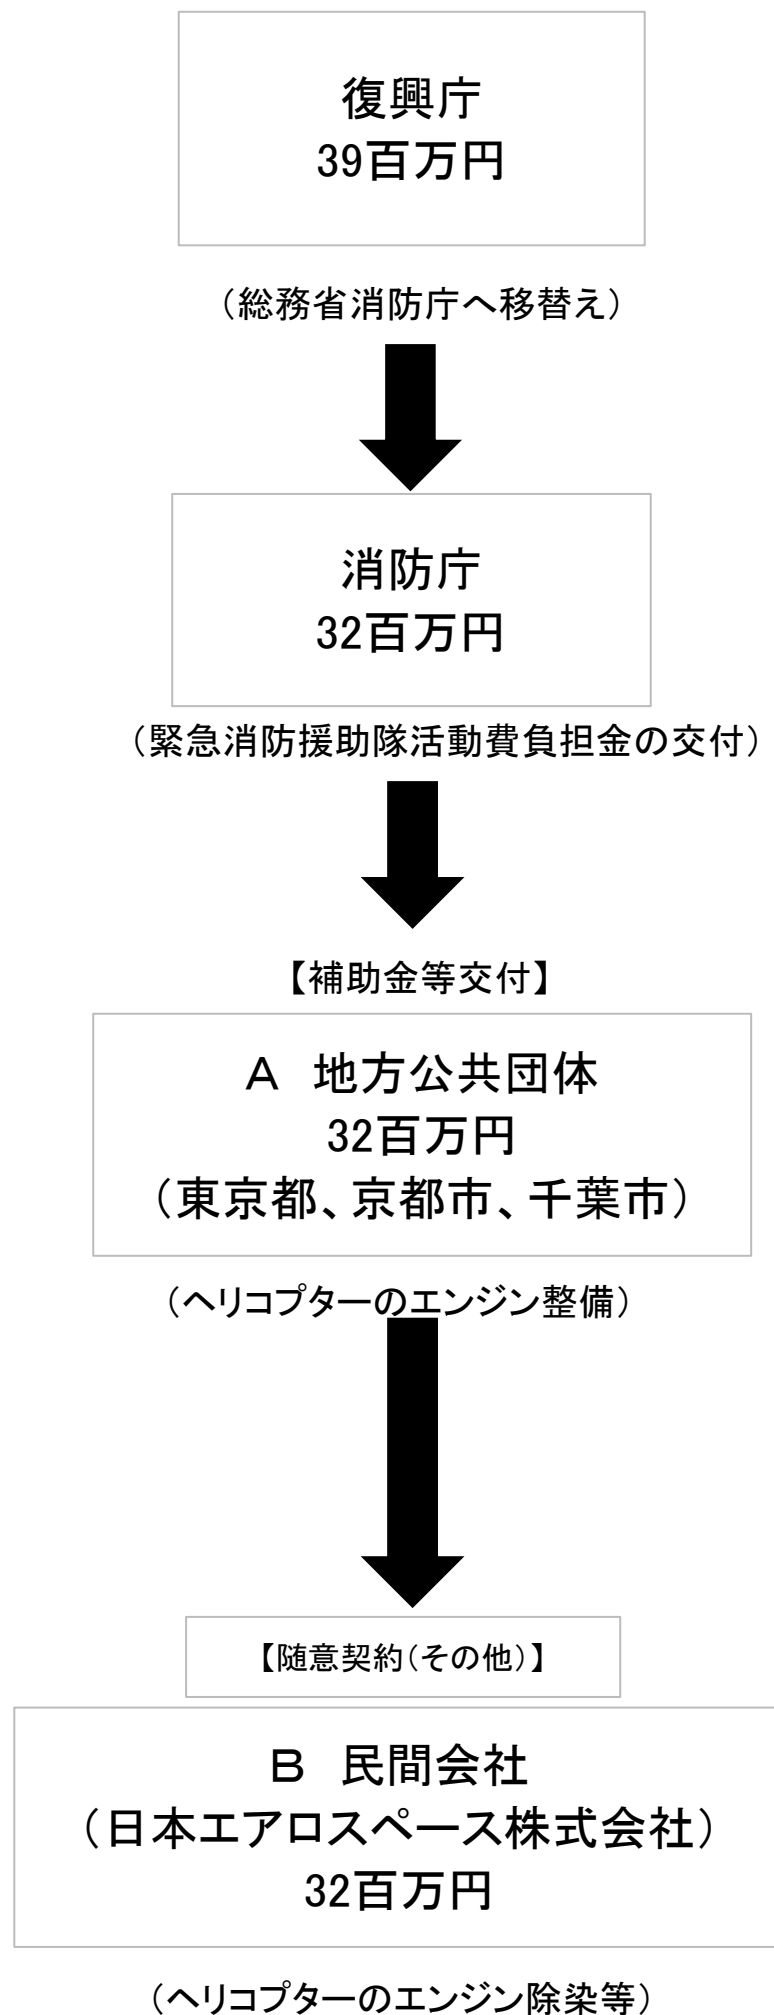 復興庁
39百万円
（総務省消防庁へ移替え）
消防庁
32百万円
（緊急消防援助隊活動費負担金の交付）
【補助金等交付】
Ａ　地方公共団体
32百万円
（東京都、京都市、千葉市）
（ヘリコプターのエンジン整備）
【随意契約（その他）】
Ｂ　民間会社
（日本エアロスペース株式会社）
32百万円
（ヘリコプターのエンジン除染等）